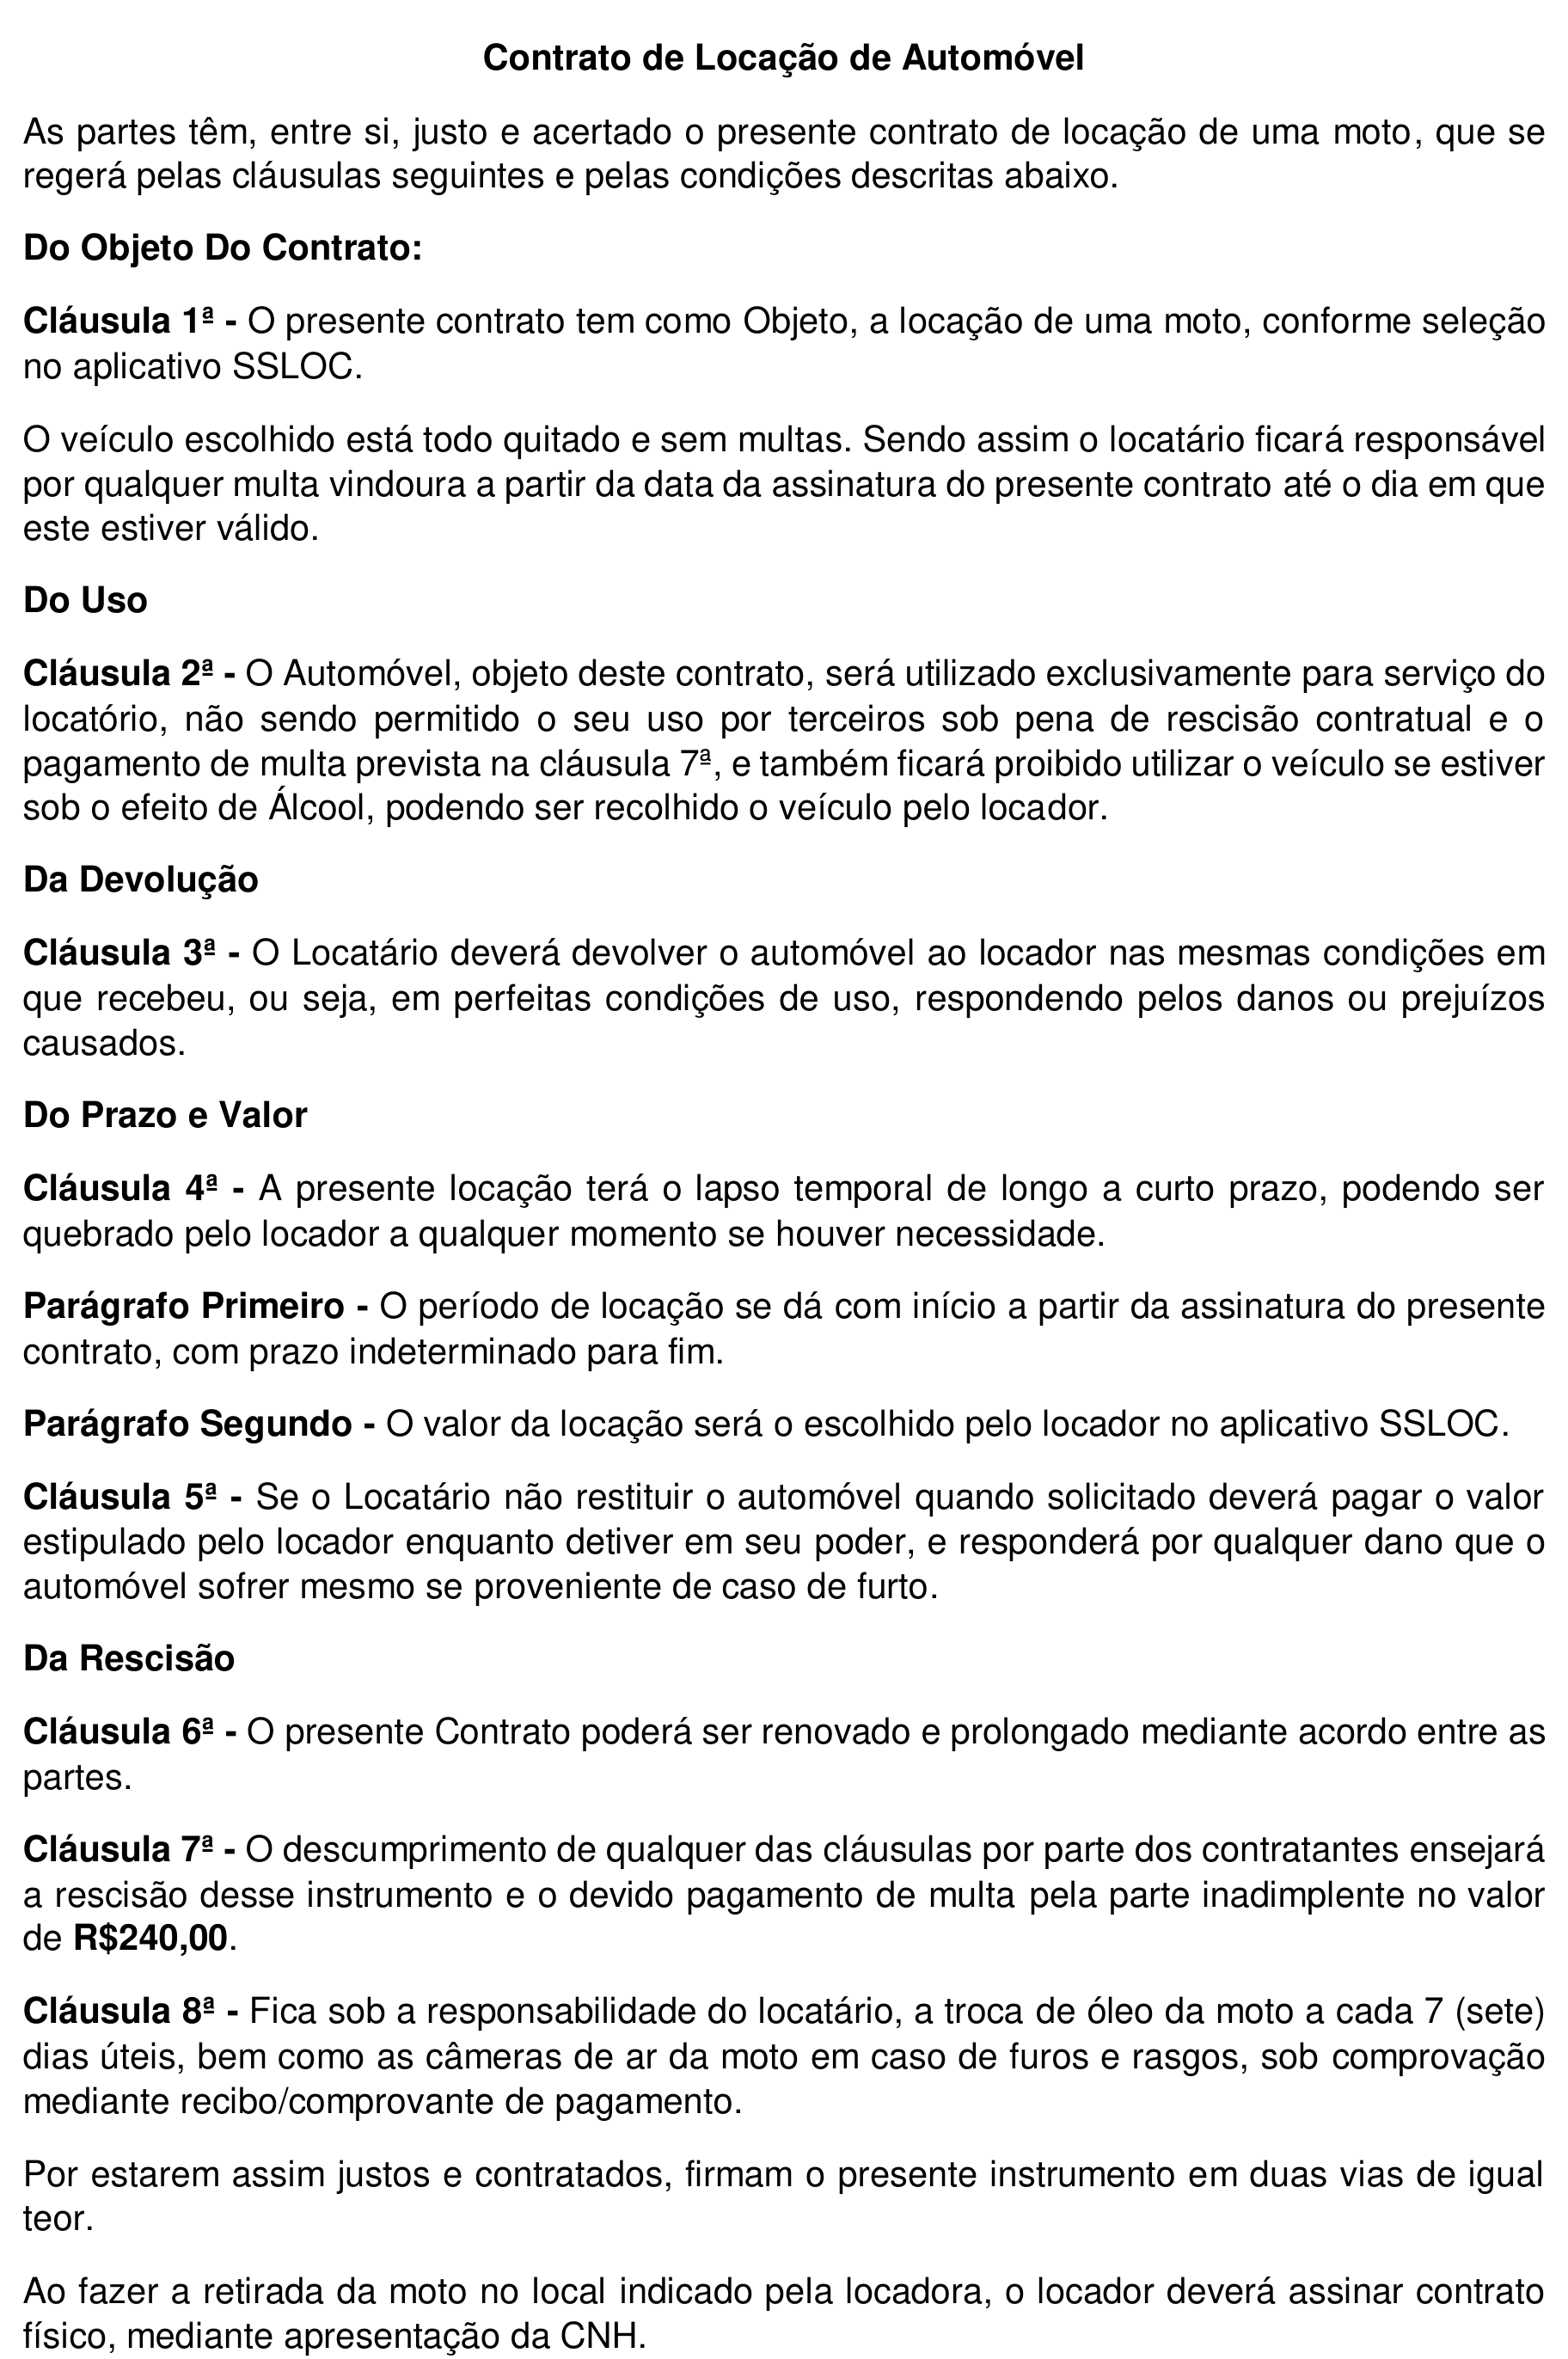 Contrato de Locação de Automóvel
As partes têm, entre si, justo e acertado o presente contrato de locação de uma moto, que se
regerá pelas cláusulas seguintes e pelas condições descritas abaixo.
Do Objeto Do Contrato:
Cláusula 1ª - O presente contrato tem como Objeto, a locação de uma moto, conforme seleção
no aplicativo SSLOC.
O veículo escolhido está todo quitado e sem multas. Sendo assim o locatário ficará responsável
por qualquer multa vindoura a partir da data da assinatura do presente contrato até o dia em que
este estiver válido.
Do Uso
Cláusula 2ª - O Automóvel, objeto deste contrato, será utilizado exclusivamente para serviço do
locatório, não sendo permitido o seu uso por terceiros sob pena de rescisão contratual e o
pagamento de multa prevista na cláusula 7ª, e também ficará proibido utilizar o veículo se estiver
sob o efeito de Álcool, podendo ser recolhido o veículo pelo locador.
Da Devolução
Cláusula 3ª - O Locatário deverá devolver o automóvel ao locador nas mesmas condições em
que recebeu, ou seja, em perfeitas condições de uso, respondendo pelos danos ou prejuízos
causados.
Do Prazo e Valor
Cláusula 4ª - A presente locação terá o lapso temporal de longo a curto prazo, podendo ser
quebrado pelo locador a qualquer momento se houver necessidade.
Parágrafo Primeiro - O período de locação se dá com início a partir da assinatura do presente
contrato, com prazo indeterminado para fim.
Parágrafo Segundo - O valor da locação será o escolhido pelo locador no aplicativo SSLOC.
Cláusula 5ª - Se o Locatário não restituir o automóvel quando solicitado deverá pagar o valor
estipulado pelo locador enquanto detiver em seu poder, e responderá por qualquer dano que o
automóvel sofrer mesmo se proveniente de caso de furto.
Da Rescisão
Cláusula 6ª - O presente Contrato poderá ser renovado e prolongado mediante acordo entre as
partes.
Cláusula 7ª - O descumprimento de qualquer das cláusulas por parte dos contratantes ensejará
a rescisão desse instrumento e o devido pagamento de multa pela parte inadimplente no valor
de R$240,00.
Cláusula 8ª - Fica sob a responsabilidade do locatário, a troca de óleo da moto a cada 7 (sete)
dias úteis, bem como as câmeras de ar da moto em caso de furos e rasgos, sob comprovação
mediante recibo/comprovante de pagamento.
Por estarem assim justos e contratados, firmam o presente instrumento em duas vias de igual
teor.
Ao fazer a retirada da moto no local indicado pela locadora, o locador deverá assinar contrato
físico, mediante apresentação da CNH.